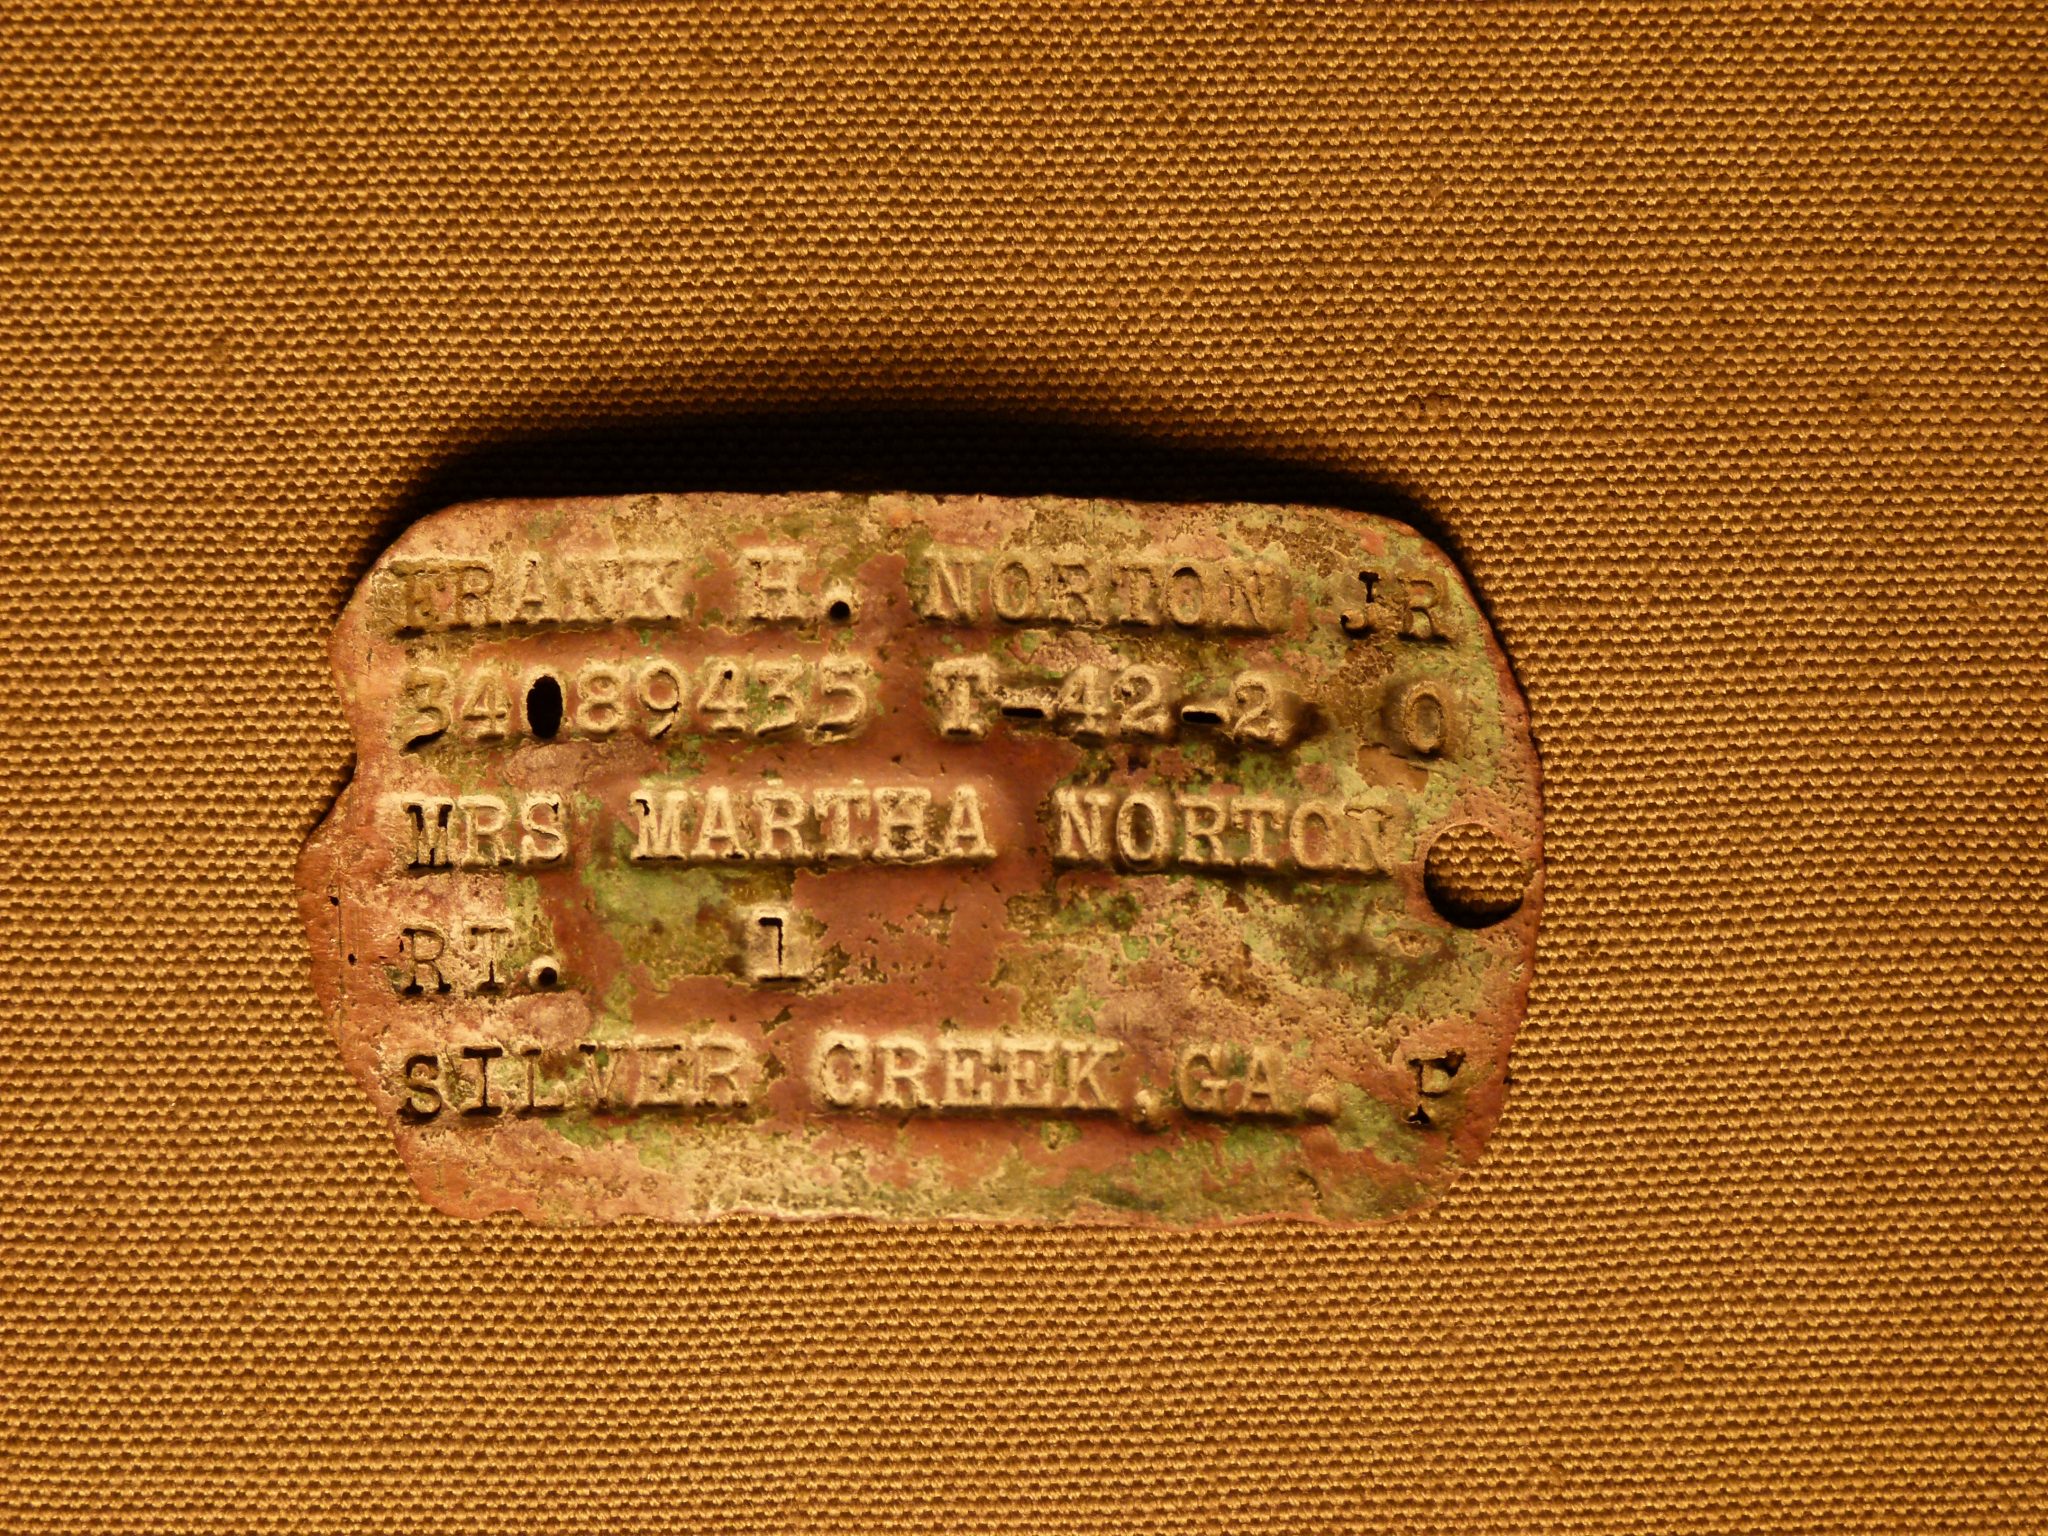 FRANK H. NORTON JR
34089435 T-42-2 O
MRS MARTHA NORTON
RT. 1
SILVER CREEK,GA. P